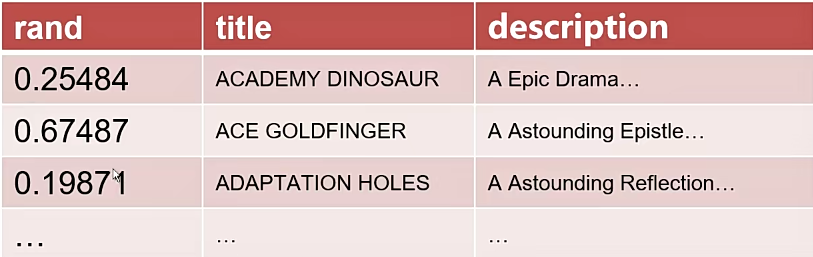 rand title description
0.25484 ACADEMY DINOSAUR A Epic Drama…
0.67487 ACE GOLDFINGER A Astounding Epistle…
0.19871 ADAPTATION HOLES A Astounding Reflection…
… … …